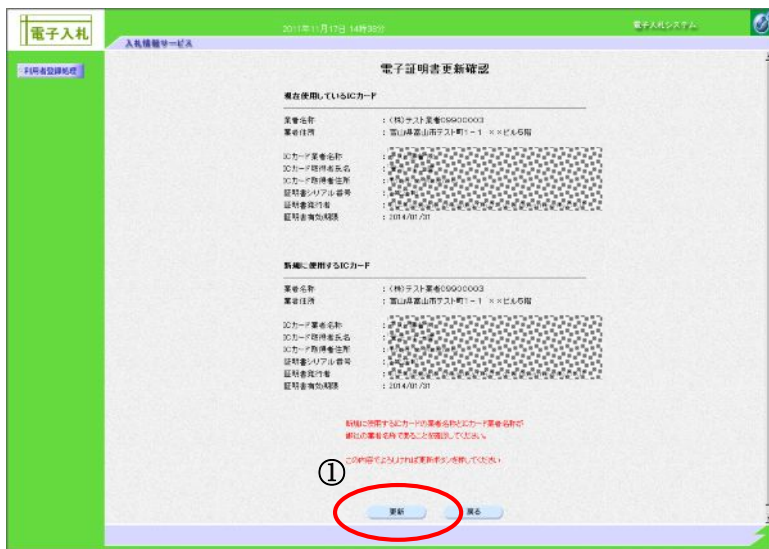 電子入札
2011年11月17日 14時38分
電子入札システム
入札情報サービス
利用者登録処理
電子証明書更新確認
現在使用しているICカード
業者名称 : (株)テスト業者09900003
業者住所 : 富山県富山市テスト町1-1 ××ビル6階
ICカード業者名称 :
ICカード取得者氏名 :
ICカード取得者住所 :
証明書シリアル番号 :
証明書発行者 :
証明書有効期限 : 2014/01/31
新規に使用するICカード
業者名称 : (株)テスト業者09900003
業者住所 : 富山県富山市テスト町1-1 ××ビル6階
ICカード業者名称 :
ICカード取得者氏名 :
ICカード取得者住所 :
証明書シリアル番号 :
証明書発行者 :
証明書有効期限 : 2014/01/31
新規に使用するICカードの業者名称とICカード業者名称が
御社の業者名称であることを確認してください。
この内容でよろしければ更新ボタンを押してください
①
更新 戻る